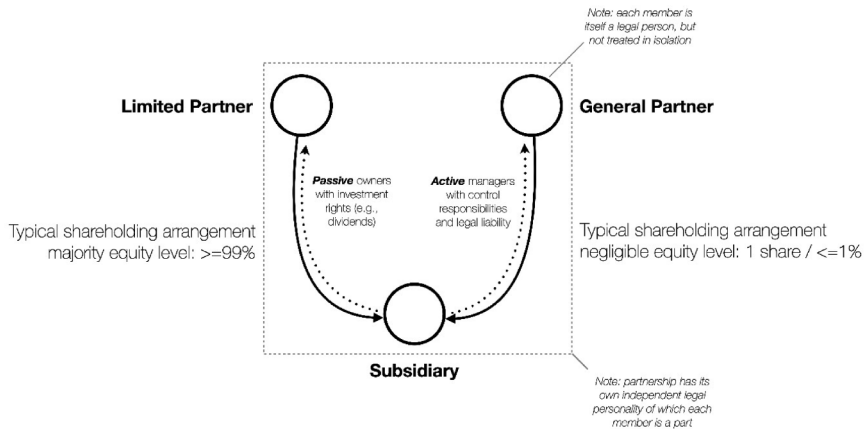 Note: each member is
itself a legal person, but
not treated in isolation
Limited Partner
General Partner
Passive owners
with investment
rights (e.g.,
dividends)
Active managers
with control
responsibilities
and legal liability
Typical shareholding arrangement
majority equity level: >=99%
Typical shareholding arrangement
negligible equity level: 1 share / <=1%
Subsidiary
Note: partnership has its
own independent legal
personality of which each
member is a part